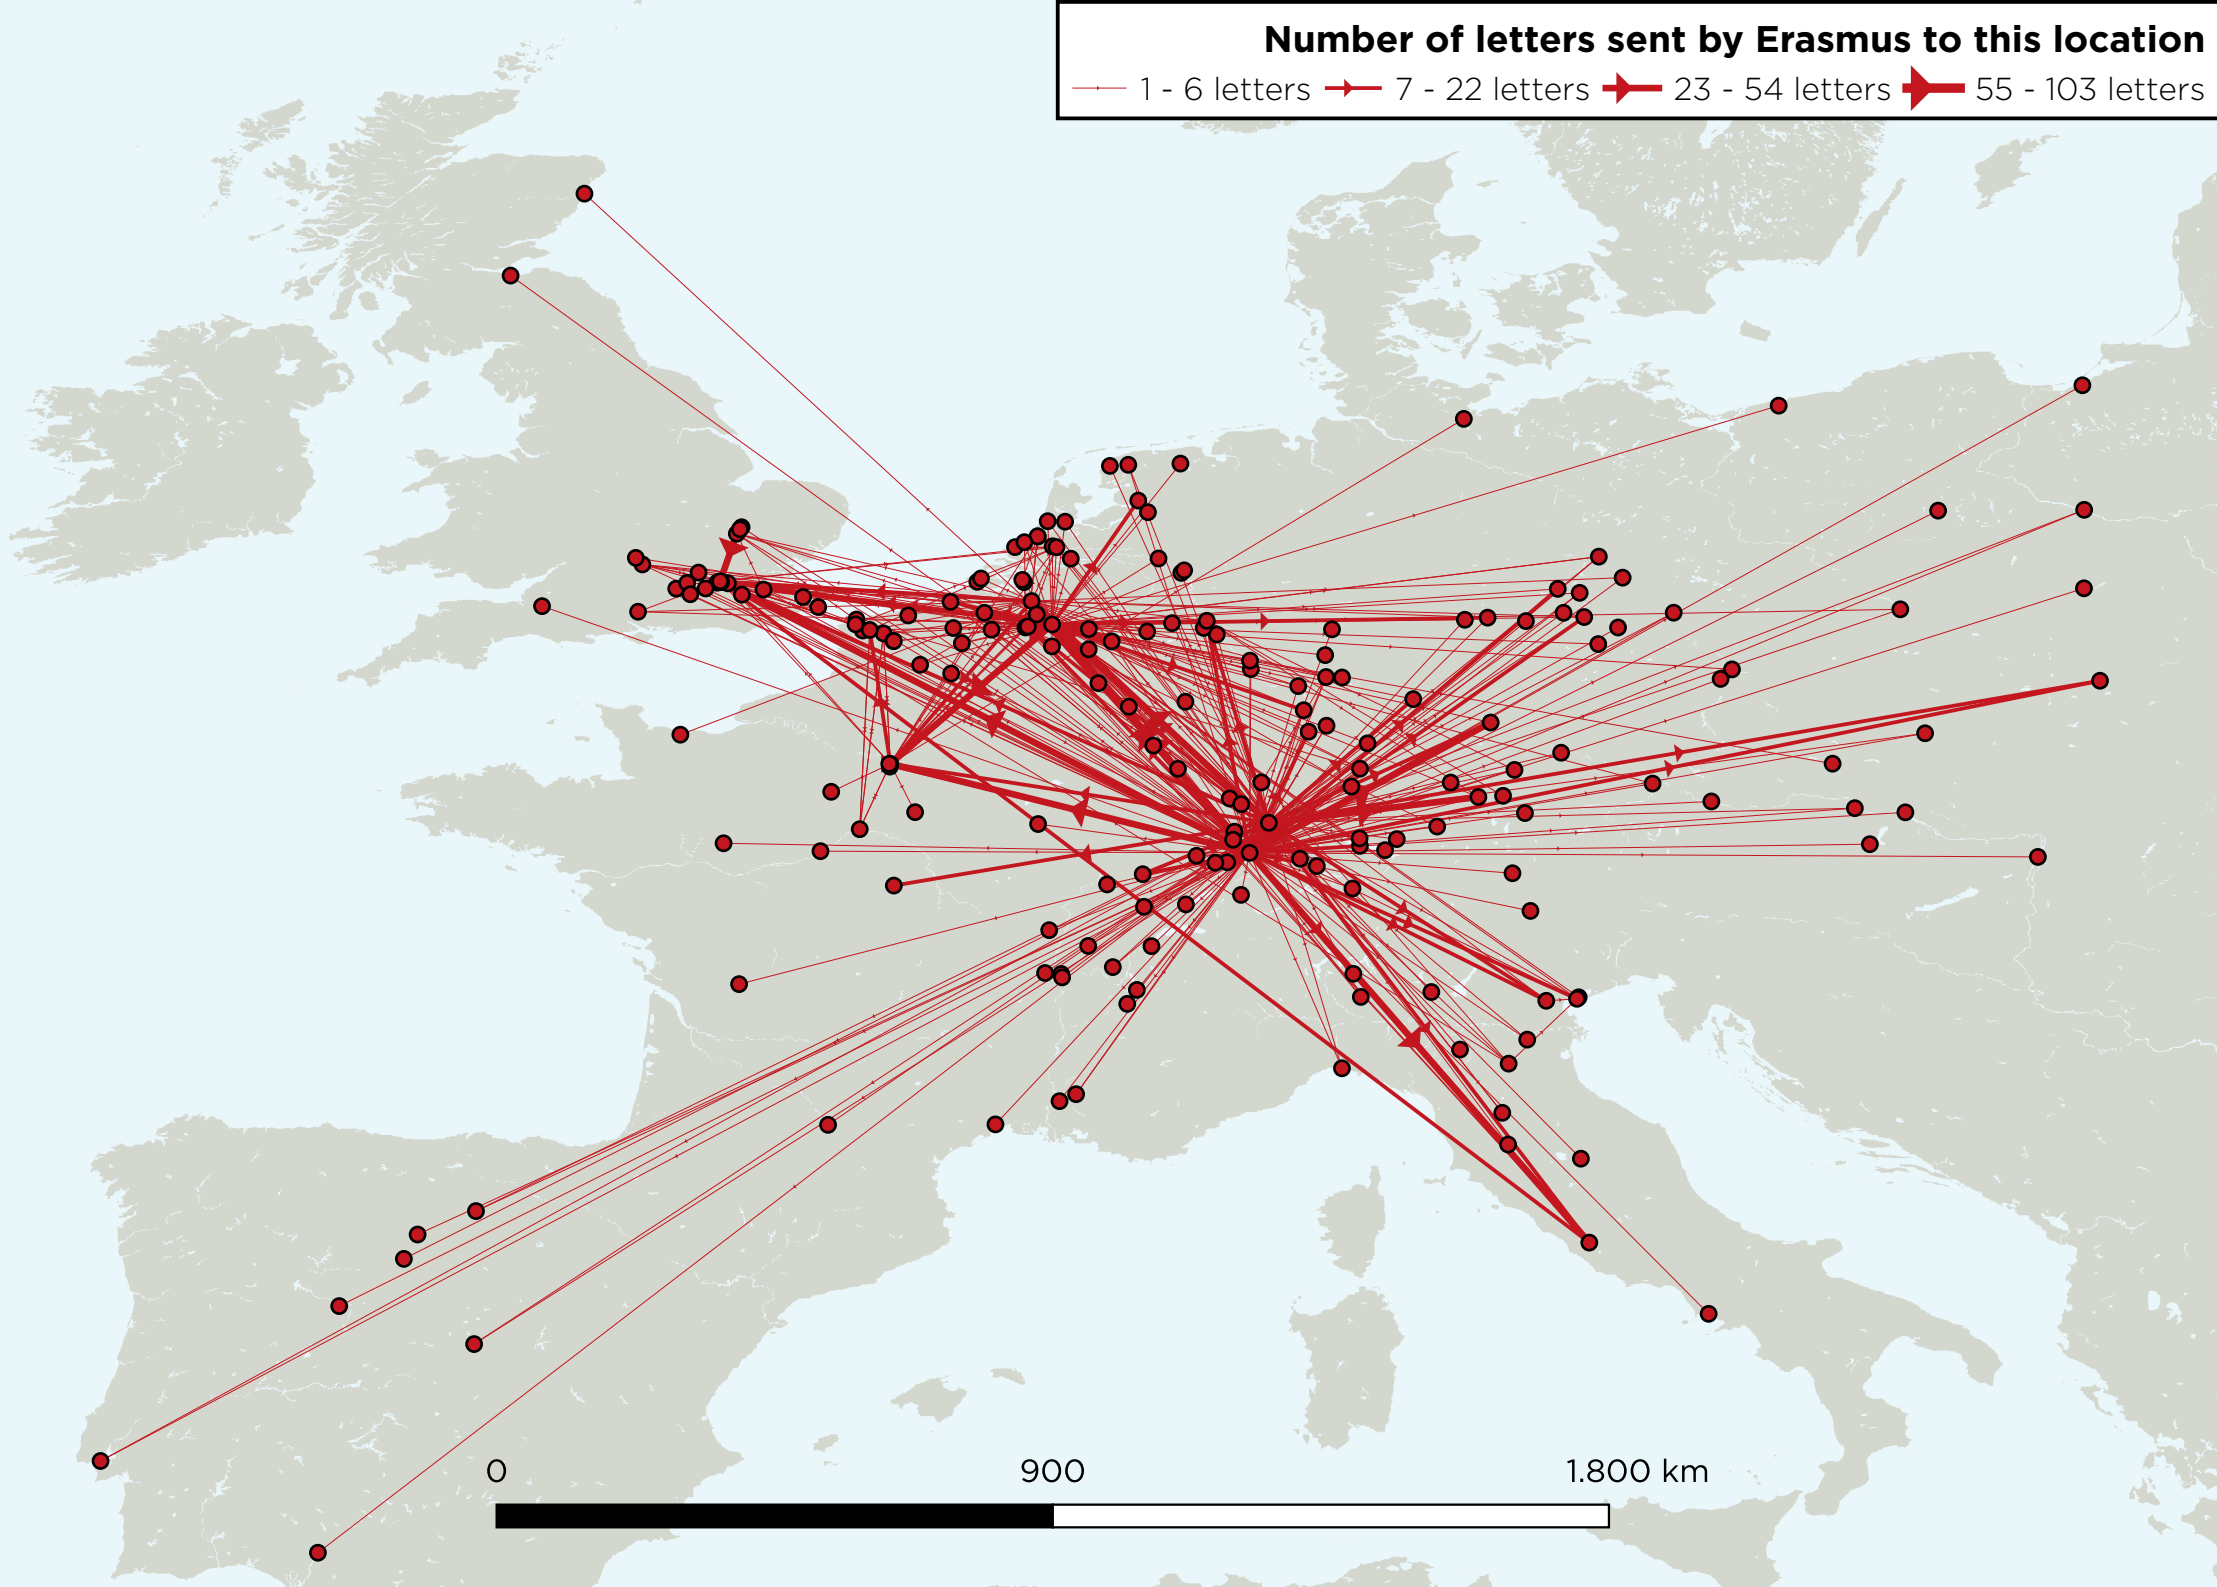 Number of letters sent by Erasmus to this location
1 - 6 letters 7 - 22 letters 23 - 54 letters 55 - 103 letters
0 900 1.800 km